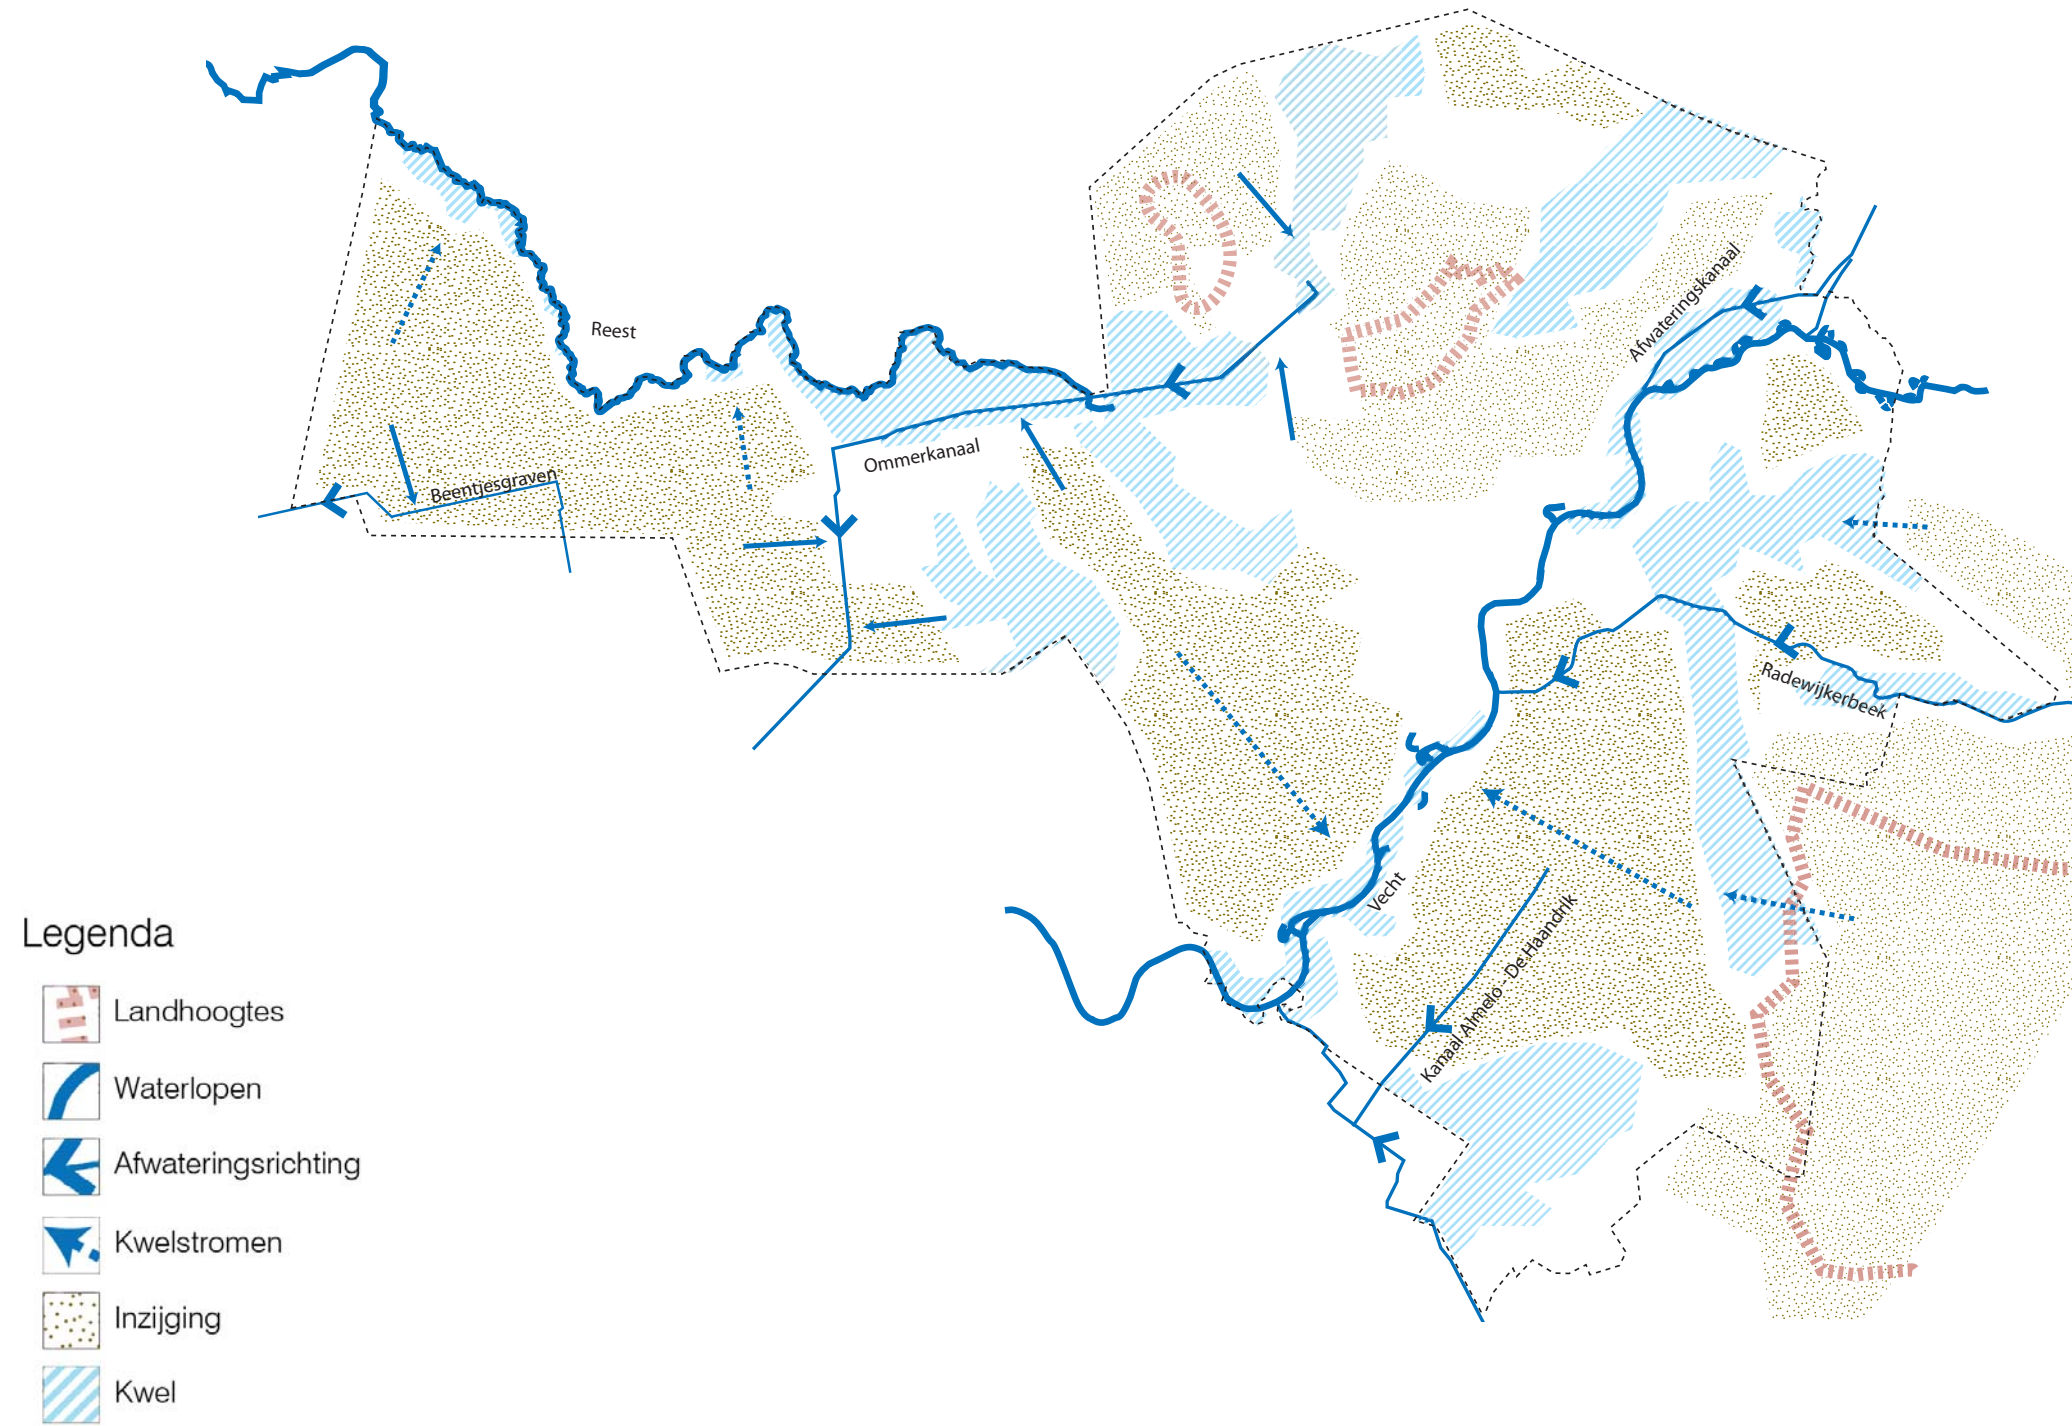 Reest
Afwateringskanaal
Ommerkanaal
Beentjesgraven
Radewijkerbeek
Vecht
Kanaal Almelo - De Haandrik
Legenda
Landhoogtes
Waterlopen
Afwateringsrichting
Kwelstromen
Inzijging
Kwel